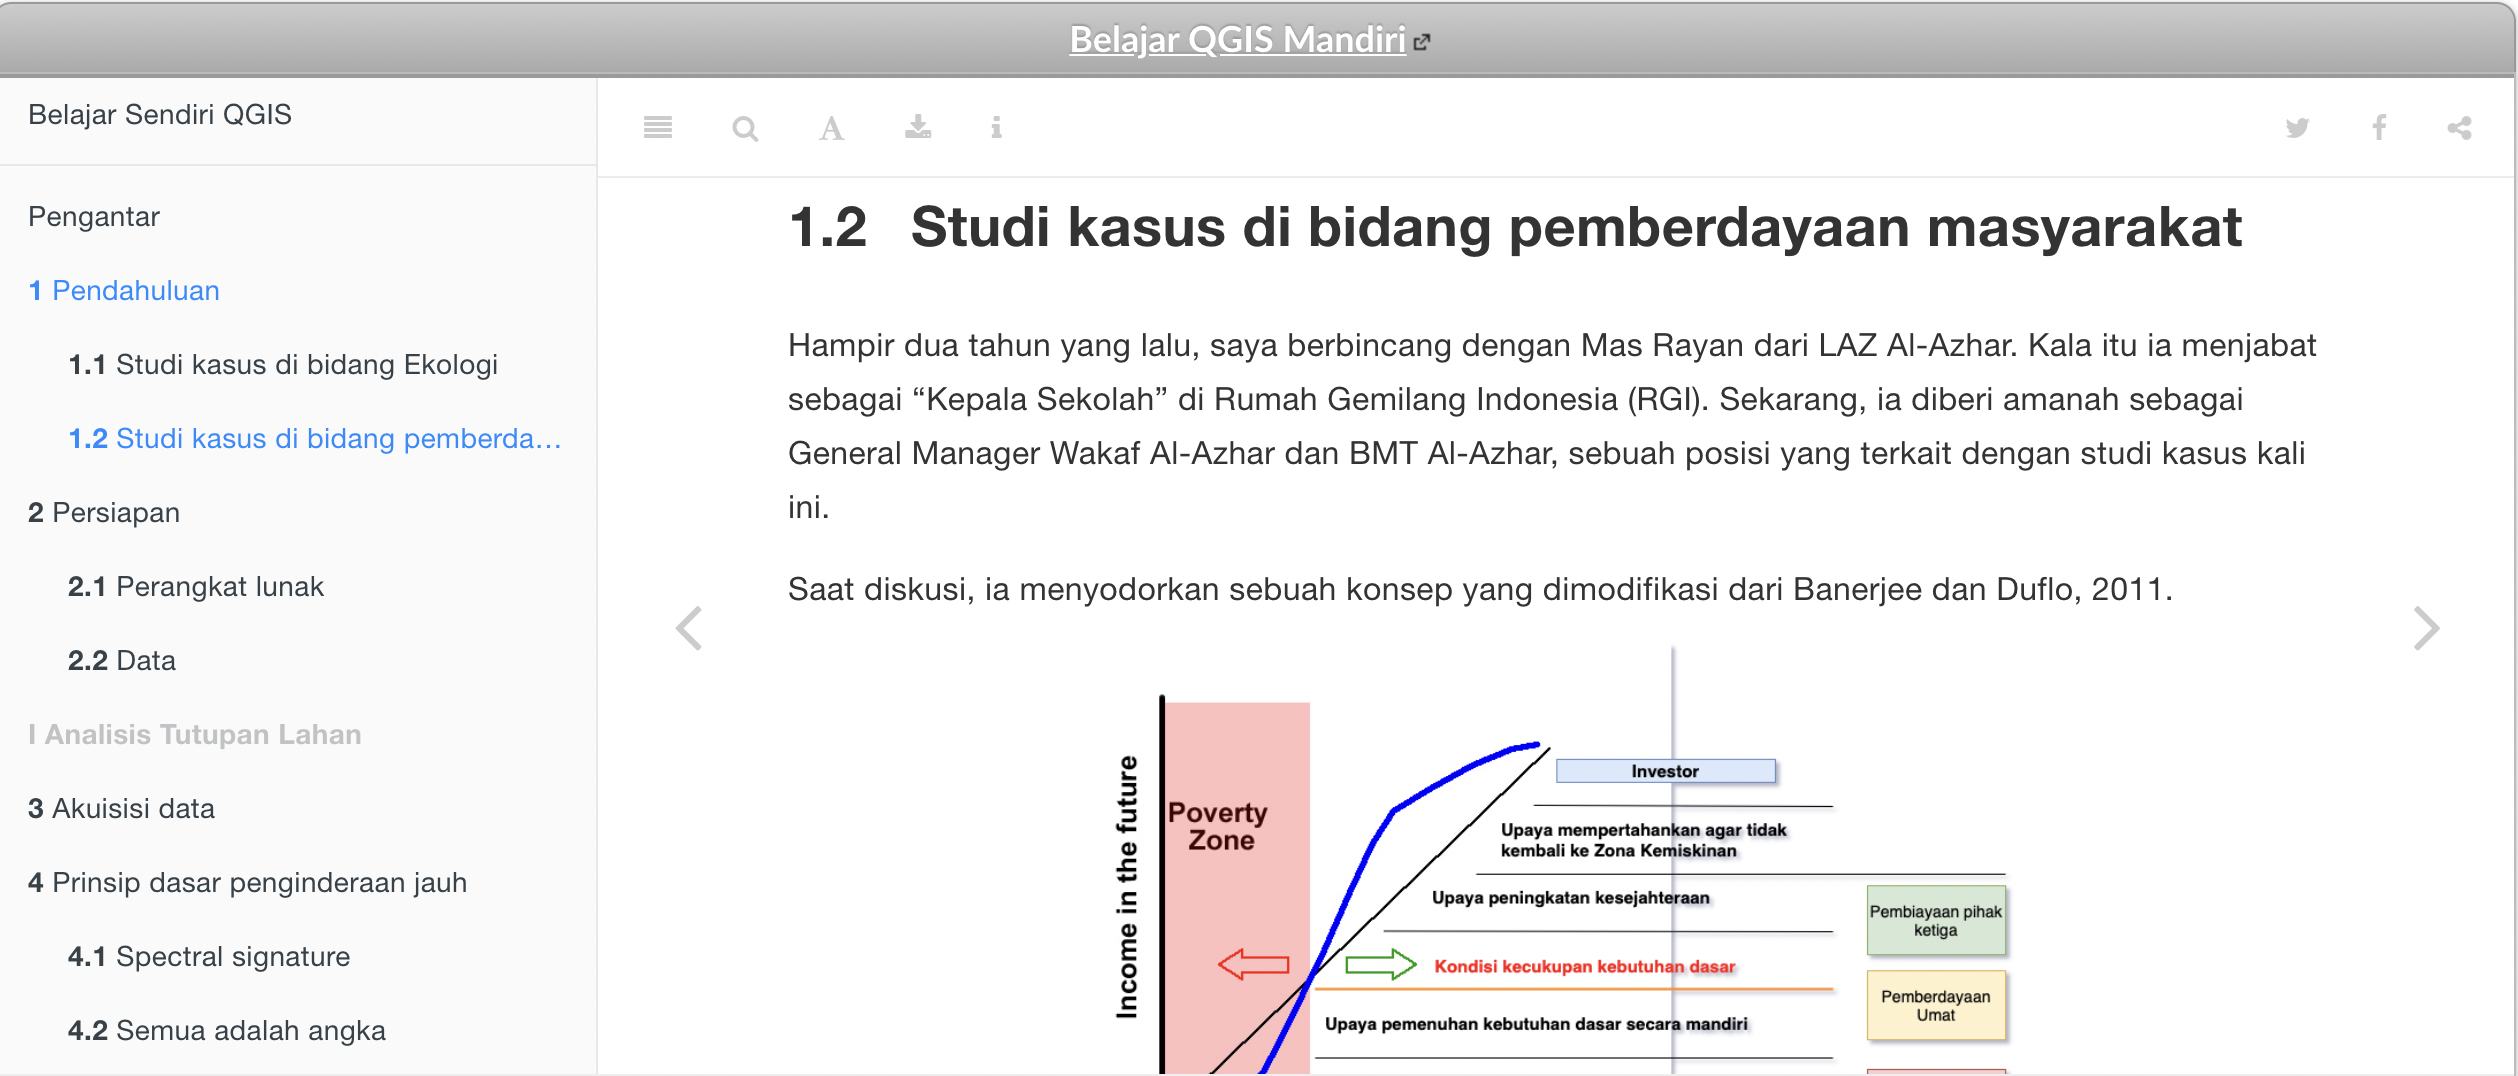 Belajar QGIS Mandiri
Belajar Sendiri QGIS
Pengantar
1 Pendahuluan
1.1 Studi kasus di bidang Ekologi
1.2 Studi kasus di bidang pemberda…
2 Persiapan
2.1 Perangkat lunak
2.2 Data
I Analisis Tutupan Lahan
3 Akuisisi data
4 Prinsip dasar penginderaan jauh
4.1 Spectral signature
4.2 Semua adalah angka
1.2 Studi kasus di bidang pemberdayaan masyarakat
Hampir dua tahun yang lalu, saya berbincang dengan Mas Rayan dari LAZ Al-Azhar. Kala itu ia menjabat
sebagai “Kepala Sekolah” di Rumah Gemilang Indonesia (RGI). Sekarang, ia diberi amanah sebagai
General Manager Wakaf Al-Azhar dan BMT Al-Azhar, sebuah posisi yang terkait dengan studi kasus kali
ini.
Saat diskusi, ia menyodorkan sebuah konsep yang dimodifikasi dari Banerjee dan Duflo, 2011.
Income in the future
Poverty
Zone
Investor
Upaya mempertahankan agar tidak
kembali ke Zona Kemiskinan
Upaya peningkatan kesejahteraan
Kondisi kecukupan kebutuhan dasar
Upaya pemenuhan kebutuhan dasar secara mandiri
Pembiayaan pihak
ketiga
Pemberdayaan
Umat